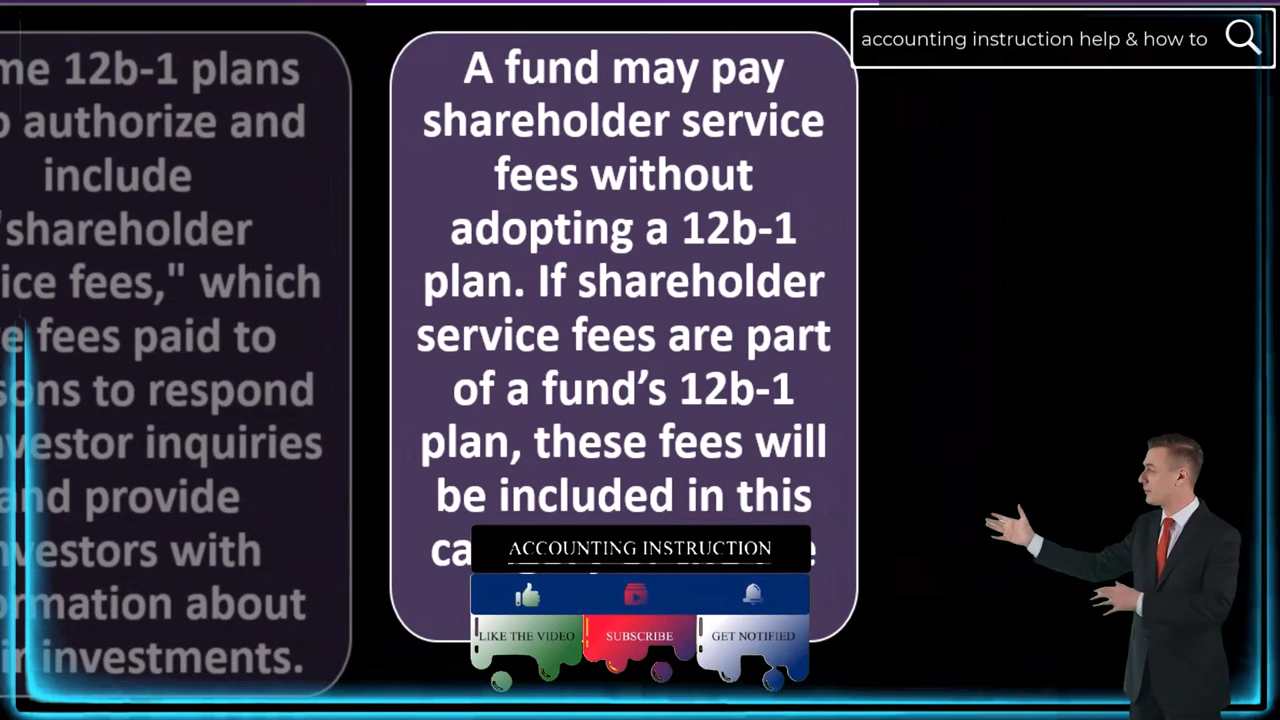 me 12b-1 plans
authorize and
include
shareholder
ice fees," which
e fees paid to
sons to respond
nvestor inquiries
and provide
nvestors with
ormation about
ir investments.
A fund may pay
shareholder service
fees without
adopting a 12b-1
plan. If shareholder
service fees are part
of a fund’s 12b-1
plan, these fees will
be included in this
accounting instruction help & how to
ACCOUNTING INSTRUCTION
LIKE THE VIDEO
SUBSCRIBE
GET NOTIFIED